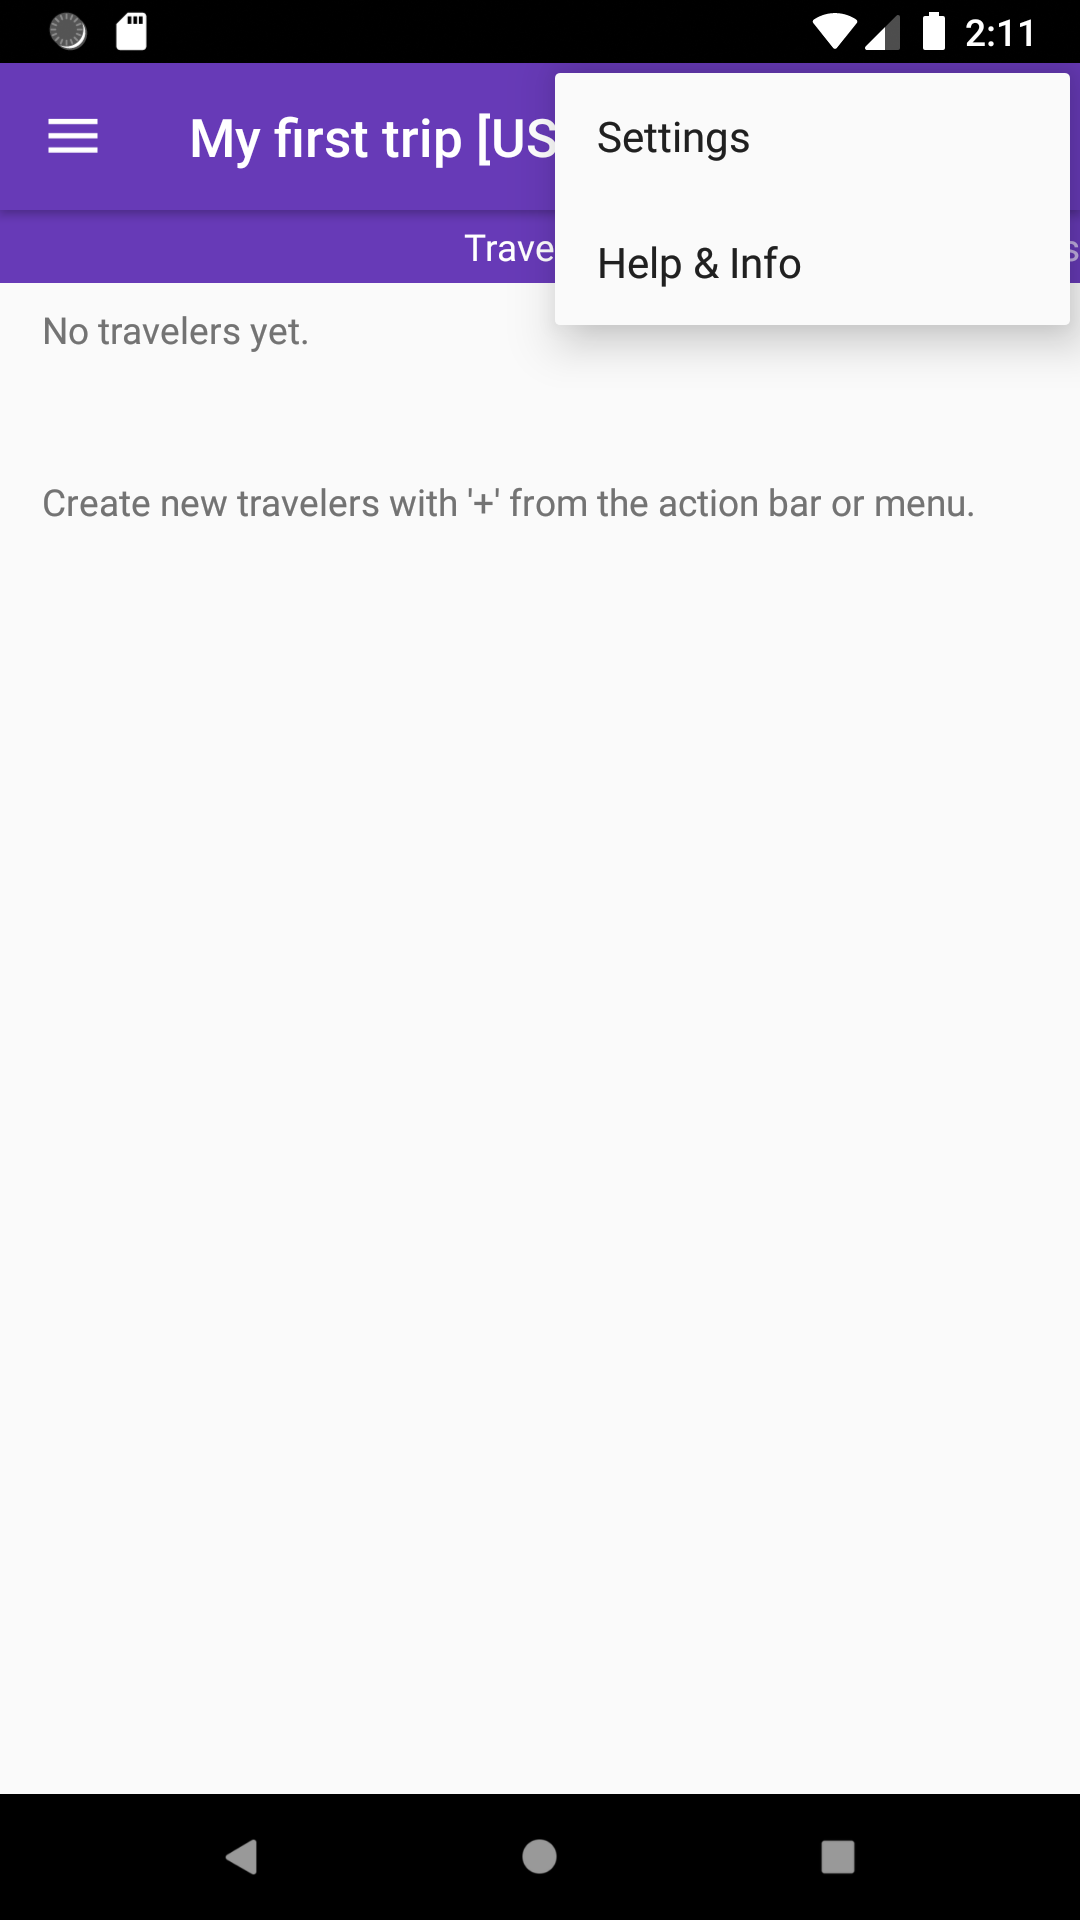 2:11
My first trip [US
Settings
Trave
Help & Info
No travelers yet.
Create new travelers with '+' from the action bar or menu.